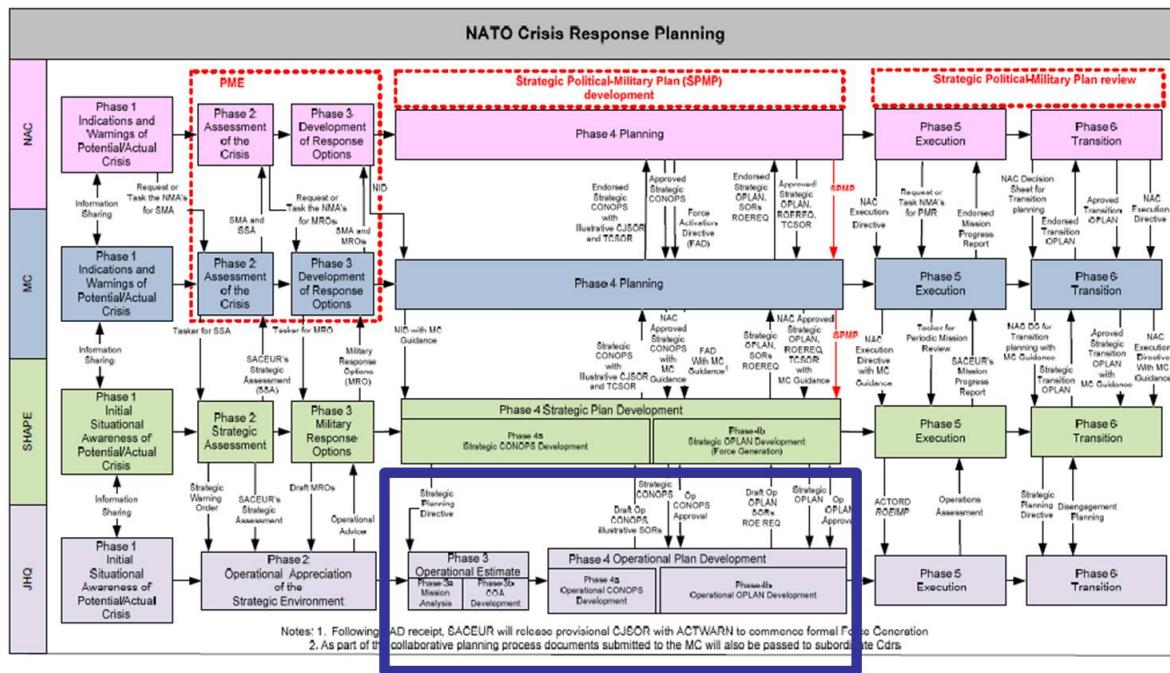 NATO Crisis Response Planning
NAC
PME
Strategic Political-Military Plan (SPMP)
development
Strategic Political-Military Plan review
Phase 1
Indications and
Warnings of
Potential/Actual
Crisis
Phase 2:
Assessment
of the
Crisis
Phase 3
Development
of Response
Options
Phase 4 Planning
Phase 5
Execution
Phase 6
Transition
Information
Sharing
Request or
Task the NMA's
for SMA
SMA and
SSA
Request or
Task the NMA's
for MROs
SMA
and MROs
NID
Endorsed
Strategic
CONOPS
with
Illustrative CJSOR
and TCSOR
Approved
Strategic
CONOPS
Force
Activation
Directive
(FAD)
Endorsed
Strategic
OPLAN,
SORs
ROEREQ
Approved
Strategic
OPLAN,
ROEREQ,
TCSOR
SPMP
NAC
Execution
Directive
Request or
Task NMA's
for PMR
Endorsed
Mission
Progress
Report
NAC Decision
Sheet for
Transition
planning
Endorsed
Transition
OPLAN
Aproved
Transition
OPLAN
NAC
Execution
Directive
MC
Phase 1
Indications and
Warnings of
Potential/Actual
Crisis
Phase 2:
Assessment
of the
Crisis
Phase 3
Development
of Response
Options
Phase 4 Planning
Phase 5
Execution
Phase 6
Transition
Information
Sharing
Tasker for SSA
SACEUR's
Strategic
Assessment
(SSA)
Tasker for MRO
Military
Response
Options
(MRO)
NID with MC
Guidance
Strategic
CONOPS
with
Illustrative CJSOR
and TCSOR
NAC
Approved
Strategic
CONOPS
with MC
Guidance
FAD
With MC
Guidance¹
Strategic
OPLAN,
SORs
ROEREQ
NAC Approved
Strategic
OPLAN,
ROEREQ,
TCSOR
with MC
Guidance
SPMP
NAC
Execution
Directive
with MC
Guidance
Tasker for
Periodic Mission
Review
SACEUR's
Mission
Progress
Report
NAC DS for
Transition
planning with
MC Guidance
Strategic
Transition
OPLAN
Aproved
Strategic
Transition
OPLAN
with
MC Guidance
NAC
Execution
Directive
With MC
Guidance
SHAPE
Phase 1
Initial
Situational
Awareness of
Potential/Actual
Crisis
Phase 2:
Strategic
Assessment
Phase 3
Military
Response
Options
Phase 4 Strategic Plan Development
Phase 4a
Strategic CONOPS Development
Phase 4b
Strategic OPLAN Development
(Force Generation)
Phase 5
Execution
Phase 6
Transition
Information
Sharing
Strategic
Warning
Order
SACEUR's
Strategic
Assessment
Draft MROs
Operational
Advice
Strategic
Planning
Directive
Draft Op
CONOPS
illustrative SORs
Strategic
CONOPS
Op
CONOPS
Approval
Draft Op
OPLAN
SORs
ROE REQ
Strategic
OPLAN
Op
OPLAN
Approval
ACTORD
ROEIMP
Operations
Assessment
Strategic
Planning
Directive
Disengagement
Planning
JHQ
Phase 1
Initial
Situational
Awareness of
Potential/Actual
Crisis
Phase 2:
Operational Appreciation
of the
Strategic Environment
Phase 3
Operational Estimate
Phase 3a
Mission
Analysis
Phase 3b
COA
Development
Phase 4 Operational Plan Development
Phase 4a
Operational CONOPS
Development
Phase 4b
Operational OPLAN Development
Phase 5
Execution
Phase 6
Transition
Notes: 1. Following FAD receipt, SACEUR will release provisional CJSOR with ACTWARN to commence formal Force Generation
2. As part of the collaborative planning process documents submitted to the MC will also be passed to subordinate Cdrs